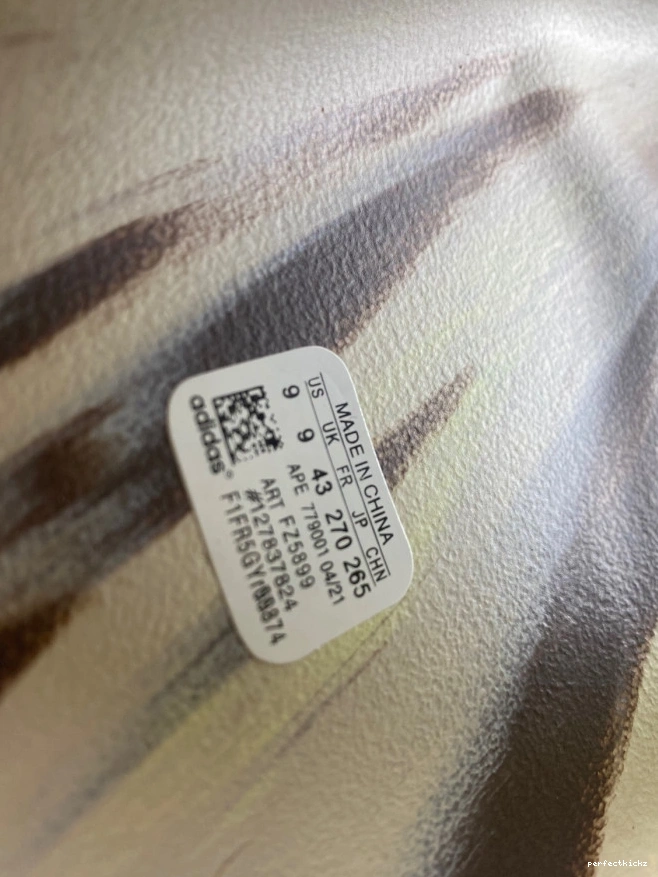 MADE IN CHINA
US UK FR JP CHN
9 9 43 270 265
APE 779001 04/21
ART FZ5899
#127837824
adidas®
perfectkickz